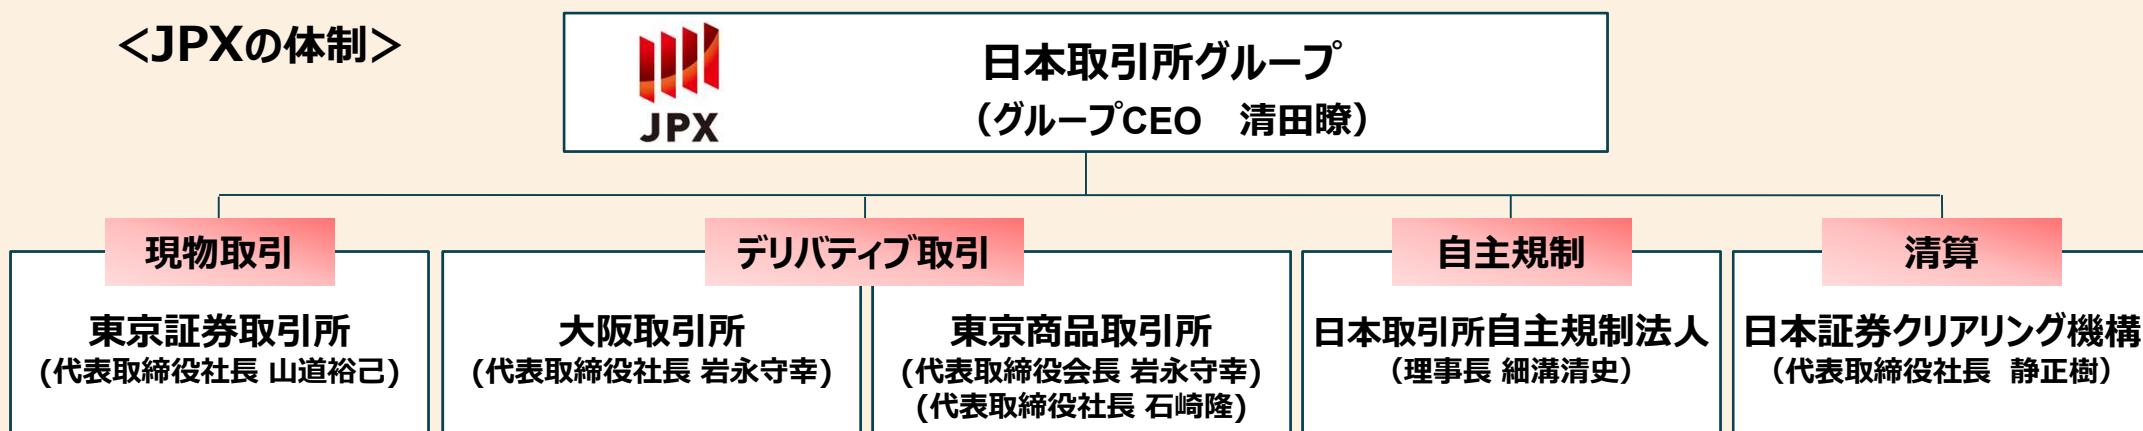 ＜JPXの体制＞
JPX
日本取引所グループ
（グループCEO　清田瞭）
現物取引
東京証券取引所
(代表取締役社長 山道裕己)
デリバティブ取引
大阪取引所
(代表取締役社長 岩永守幸)
東京商品取引所
(代表取締役会長 岩永守幸)
(代表取締役社長 石崎隆)
自主規制
日本取引所自主規制法人
（理事長 細溝清史）
清算
日本証券クリアリング機構
（代表取締役社長 静正樹）